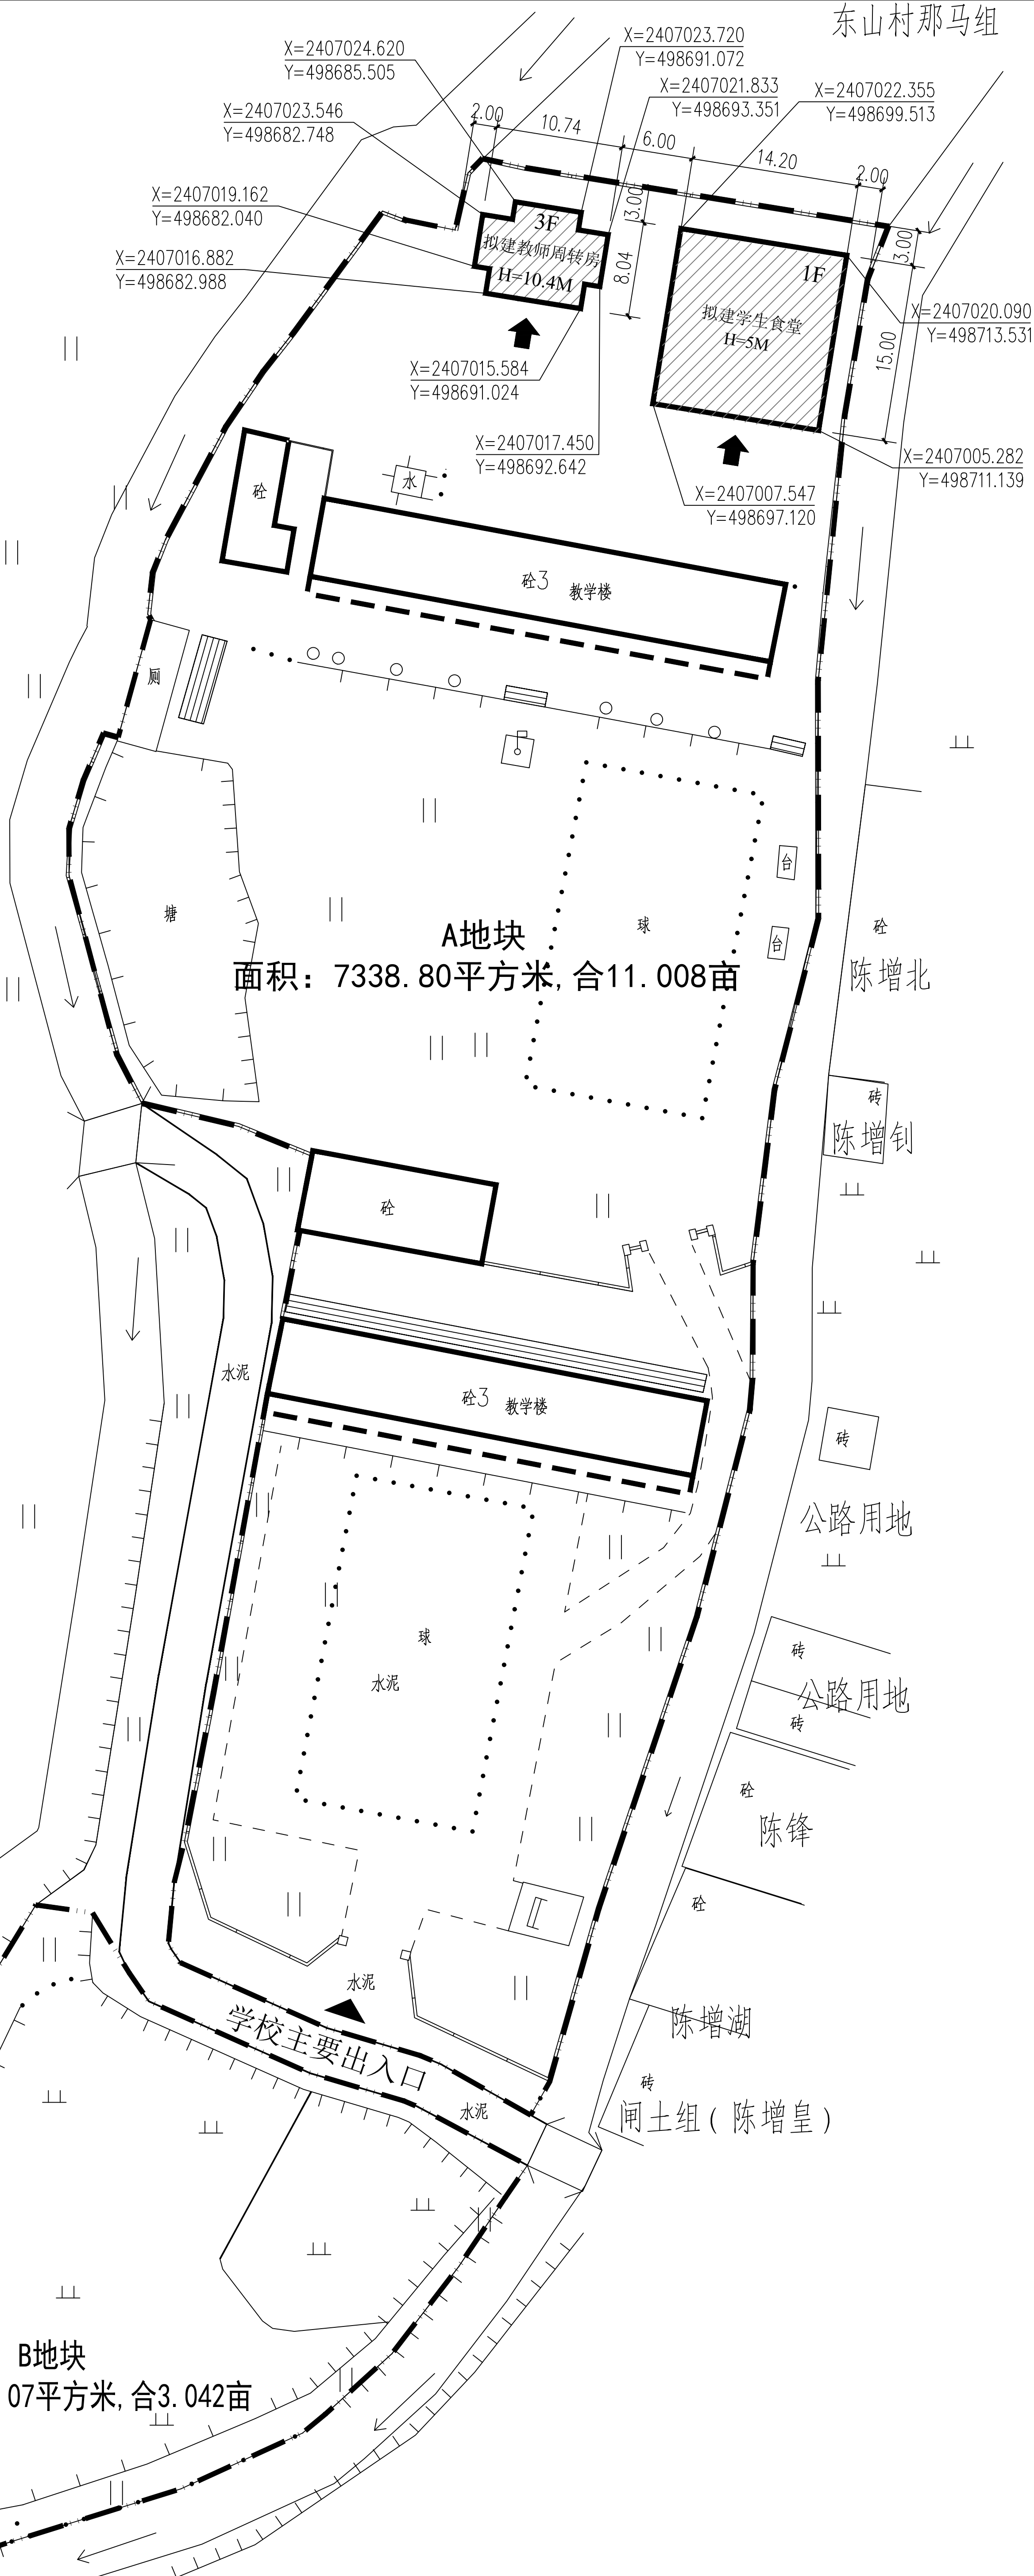 东山村那马组
X=2407024.620
Y=498685.505
X=2407023.720
Y=498691.072
X=2407023.546
Y=498682.748
X=2407021.833
Y=498693.351
X=2407022.355
Y=498699.513
2.00
10.74
6.00
14.20
2.00
X=2407019.162
Y=498682.040
3.00
3.00
3F
拟建教师周转房
H=10.4M
8.04
X=2407016.882
Y=498682.988
1F
拟建学生食堂
H=5M
15.00
X=2407020.090
Y=498713.531
X=2407015.584
Y=498691.024
X=2407017.450
Y=498692.642
X=2407005.282
Y=498711.139
X=2407007.547
Y=498697.120
砼
水
砼3
教学楼
厕
台
塘
球
台
砼
A地块
面积：7338.80平方米,合11.008亩
陈增北
砖
陈增钊
砼
水泥
砼3
教学楼
砖
公路用地
球
水泥
砖
公路用地
砖
砼
陈锋
砼
水泥
学校主要出入口
陈增湖
砖
水泥
闸土组(陈增皇)
B地块
07平方米,合3.042亩